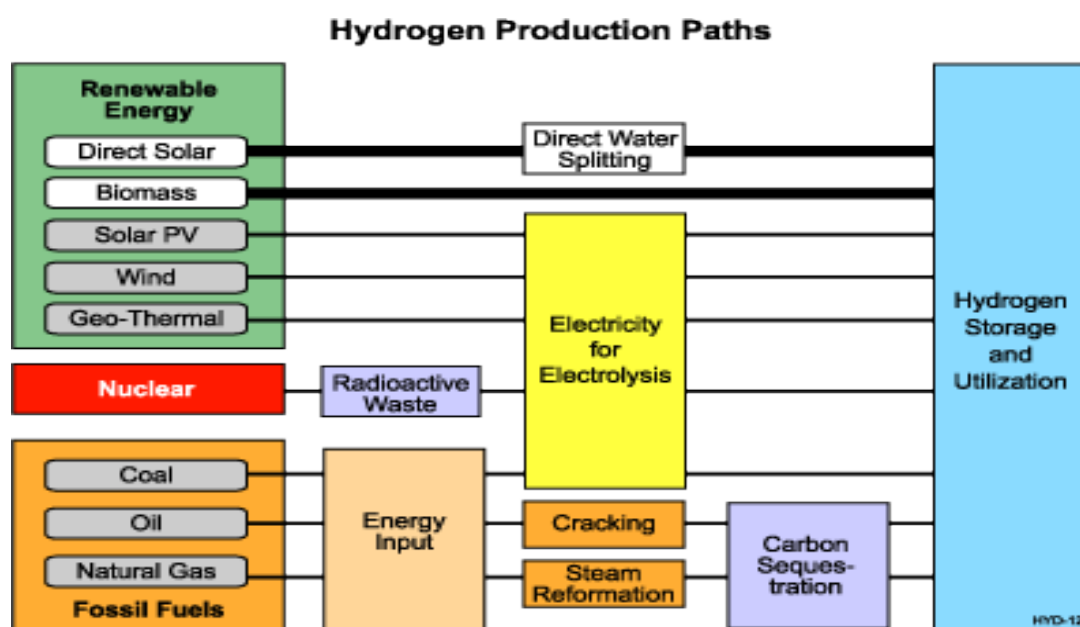 Hydrogen Production Paths
Renewable
Energy
Direct Solar
Biomass
Solar PV
Wind
Geo-Thermal
Nuclear
Coal
Oil
Natural Gas
Fossil Fuels
Radioactive
Waste
Energy
Input
Direct Water
Splitting
Electricity
for
Electrolysis
Cracking
Steam
Reformation
Carbon
Seques-
tration
Hydrogen
Storage
and
Utilization